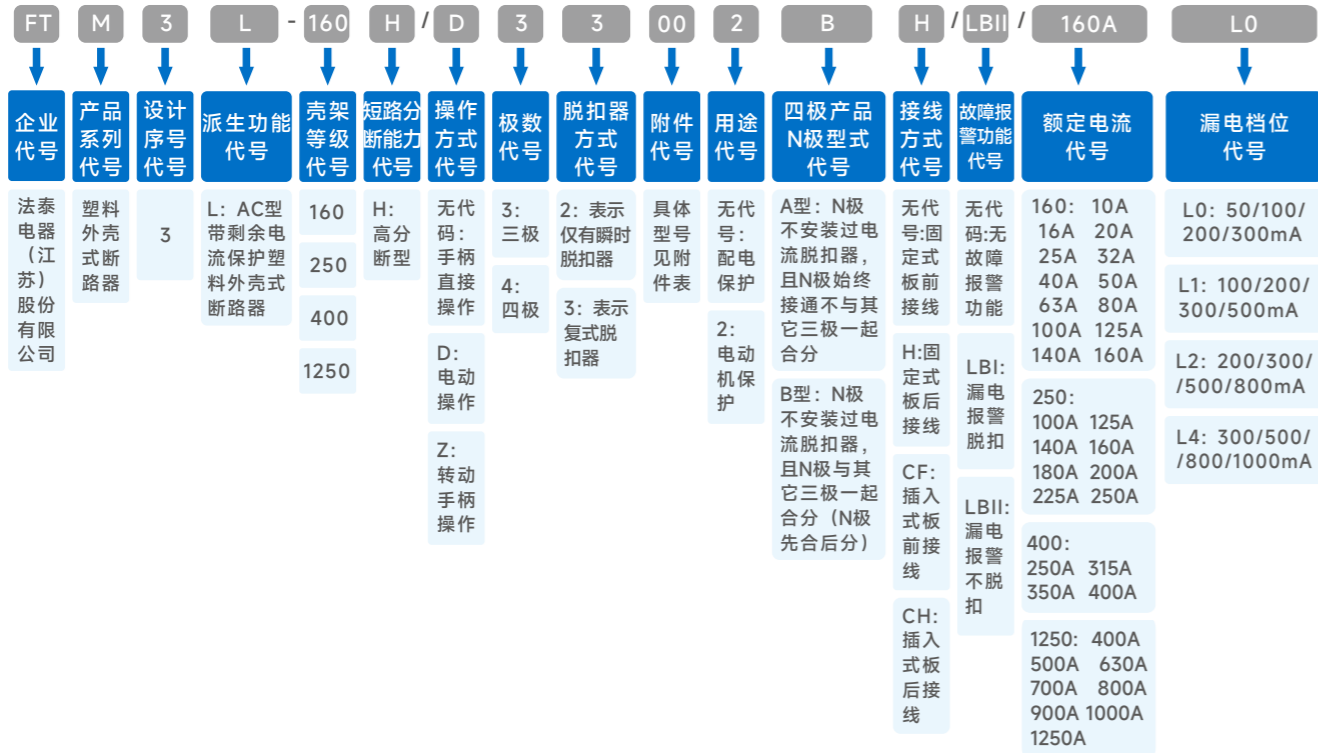 FT M 3 L - 160 H / D 3 3 00 2 B H / LBII / 160A L0
企业
代号
产品
系列
代号
设计
序号
代号
派生功能
代号
壳架
等级
代号
短路分
断能力
代号
操作
方式
代号
极数
代号
脱扣器
方式
代号
附件
代号
用途
代号
四极产品
N极型式
代号
接线
方式
代号
故障报
警功能
代号
额定电流
代号
漏电档位
代号
法泰
电器
（江
苏）
股份
有限
公司
塑料
外壳
式断
路器
3
L：AC型
带剩余电
流保护塑
料外壳式
断路器
160
250
400
1250
H：
高分
断型
无代
码：
手柄
直接
操作
D：
电动
操作
Z：
转动
手柄
操作
3：
三极
4：
四极
2：表示
仅有瞬时
脱扣器
3：表示
复式脱
扣器
具体
型号
见附
件表
无代
号：
配电
保护
2：
电动
机保
护
A型：N极
不安装过电
流脱扣器，
且N极始终
接通不与其
它三极一起
合分
B型：N极
不安装过电
流脱扣器，
且N极与其
它三极一起
合分（N极
先合后分）
无代
号:固
定式
板前
接线
H:固
定式
板后
接线
CF：
插入
式板
前接
线
CH：
插入
式板
后接
线
无代
码:无
故障
报警
功能
LBI：
漏电
报警
脱扣
LBII：
漏电
报警
不脱
扣
160：10A
16A 20A
25A 32A
40A 50A
63A 80A
100A 125A
140A 160A
250：
100A 125A
140A 160A
180A 200A
225A 250A
400：
250A 315A
350A 400A
1250：400A
500A 630A
700A 800A
900A 1000A
1250A
L0：50/100/
200/300mA
L1：100/200/
300/500mA
L2：200/300/
/500/800mA
L4：300/500/
/800/1000mA